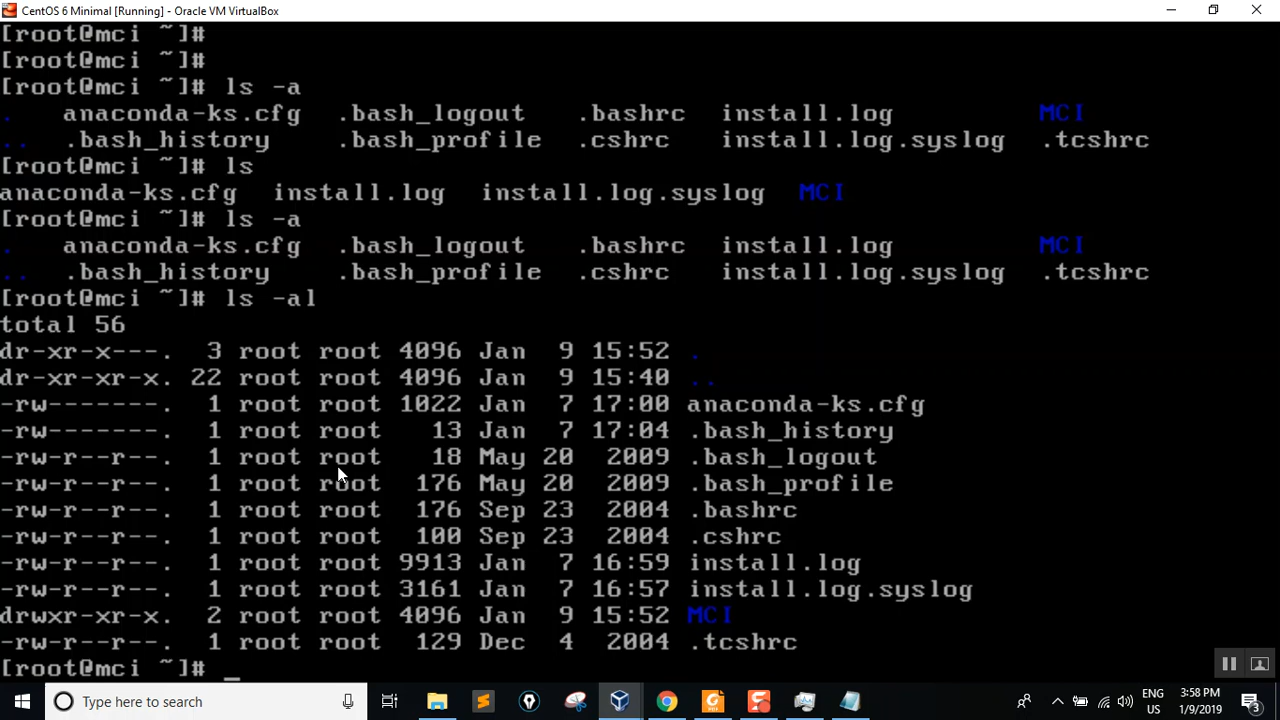 CentOS 6 Minimal [Running] - Oracle VM VirtualBox
[root@mci ~]#
[root@mci ~]#
[root@mci ~]# ls -a
.   anaconda-ks.cfg  .bash_logout   .bashrc  install.log         MCI
..  .bash_history    .bash_profile  .cshrc   install.log.syslog  .tcshrc
[root@mci ~]# ls
anaconda-ks.cfg  install.log  install.log.syslog  MCI
[root@mci ~]# ls -a
.   anaconda-ks.cfg  .bash_logout   .bashrc  install.log         MCI
..  .bash_history    .bash_profile  .cshrc   install.log.syslog  .tcshrc
[root@mci ~]# ls -al
total 56
dr-xr-x---.  3 root root 4096 Jan  9 15:52 .
dr-xr-xr-x. 22 root root 4096 Jan  9 15:40 ..
-rw-------.  1 root root 1022 Jan  7 17:00 anaconda-ks.cfg
-rw-------.  1 root root   13 Jan  7 17:04 .bash_history
-rw-r--r--.  1 root root   18 May 20  2009 .bash_logout
-rw-r--r--.  1 root root  176 May 20  2009 .bash_profile
-rw-r--r--.  1 root root  176 Sep 23  2004 .bashrc
-rw-r--r--.  1 root root  100 Sep 23  2004 .cshrc
-rw-r--r--.  1 root root 9913 Jan  7 16:59 install.log
-rw-r--r--.  1 root root 3161 Jan  7 16:57 install.log.syslog
drwxr-xr-x.  2 root root 4096 Jan  9 15:52 MCI
-rw-r--r--.  1 root root  129 Dec  4  2004 .tcshrc
[root@mci ~]# _
Type here to search
ENG
US
3:58 PM
1/9/2019
3